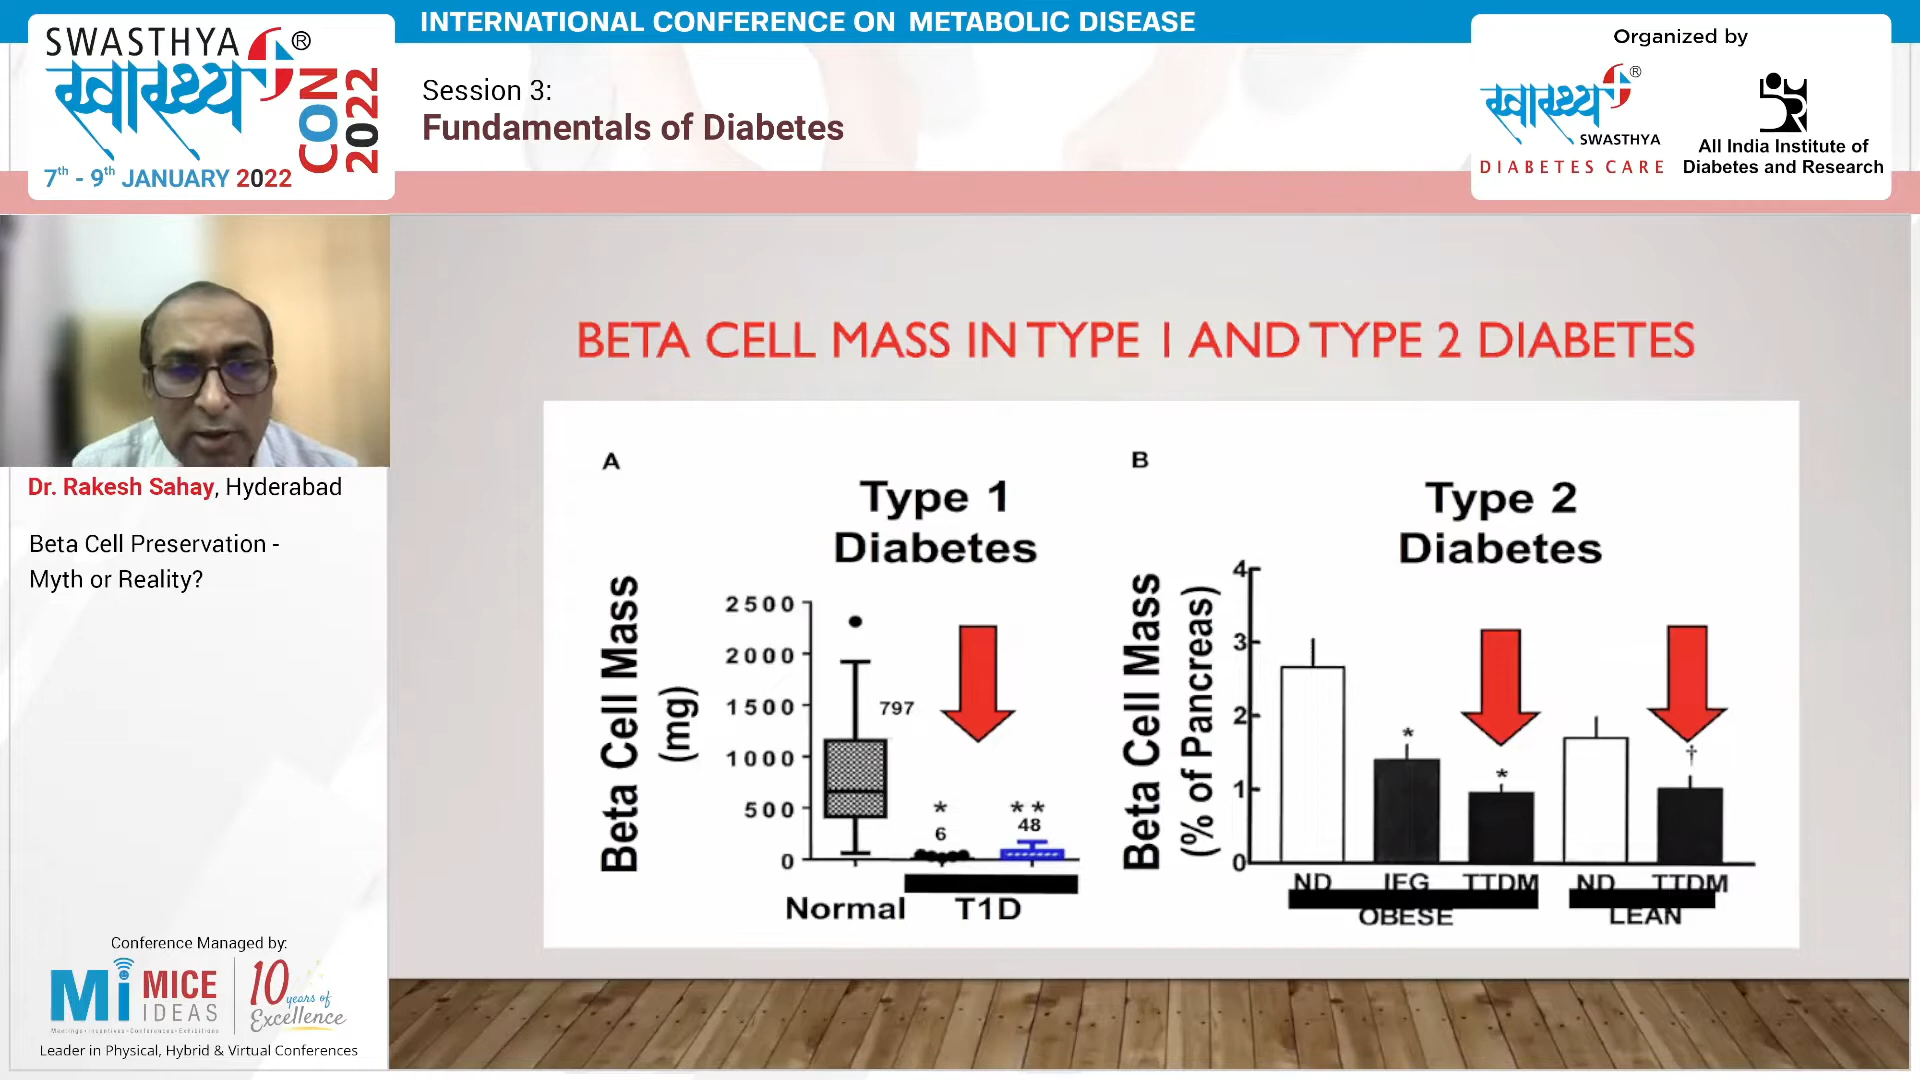 INTERNATIONAL CONFERENCE ON METABOLIC DISEASE
SWASTHYA ®
स्वास्थ्य
CON
2022
7th - 9th JANUARY 2022
Session 3:
Fundamentals of Diabetes
Organized by
स्वास्थ्य ®
SWASTHYA
DIABETES CARE
All India Institute of
Diabetes and Research
Dr. Rakesh Sahay, Hyderabad
Beta Cell Preservation -
Myth or Reality?
Conference Managed by:
Mi MICE
IDEAS
Meetings • Incentives • Conferences • Exhibitions
10
years of
Excellence
Leader in Physical, Hybrid & Virtual Conferences
BETA CELL MASS IN TYPE 1 AND TYPE 2 DIABETES
A
Type 1
Diabetes
Beta Cell Mass
(mg)
2500
2000
1500
1000
500
0
797
*
6
**
48
Normal
T1D
B
Type 2
Diabetes
Beta Cell Mass
(% of Pancreas)
4
3
2
1
0
*
*
†
ND IFG TTDM ND TTDM
OBESE LEAN